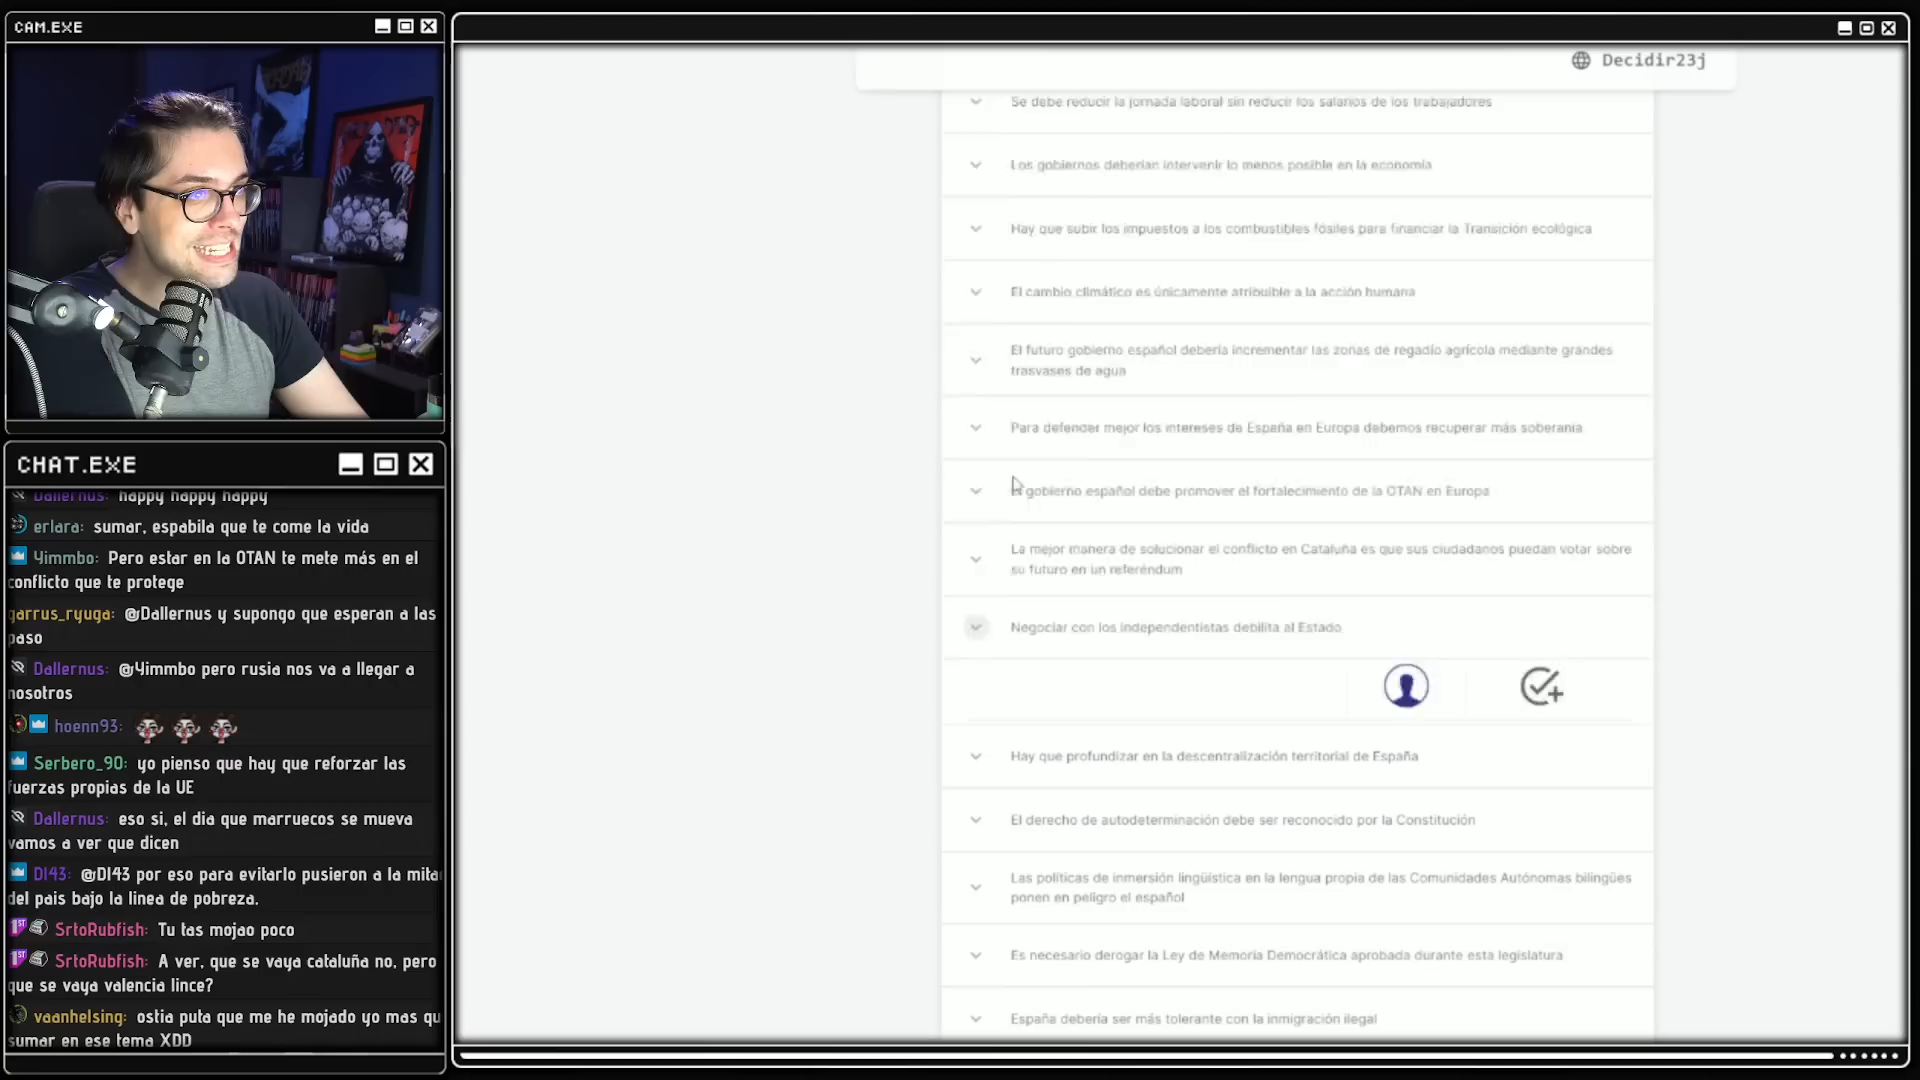 CAM.EXE
CHAT.EXE
Dallernus: happy happy happy
erlara: sumar, espabila que te come la vida
Yimmbo: Pero estar en la OTAN te mete más en el
conflicto que te protege
garrus_ryuga: @Dallernus y supongo que esperan a las
paso
Dallernus: @Yimmbo pero rusia nos va a llegar a
nosotros
hoenn93:
Serbero_90: yo pienso que hay que reforzar las
fuerzas propias de la UE
Dallernus: eso si, el dia que marruecos se mueva
vamos a ver que dicen
DI43: @DI43 por eso para evitarlo pusieron a la mita
del pais bajo la linea de pobreza.
SrtoRubfish: Tu tas mojao poco
SrtoRubfish: A ver, que se vaya cataluña no, pero
que se vaya valencia lince?
vaanhelsing: ostia puta que me he mojado yo mas qu
sumar en ese tema XDD
Decidir23j
Se debe reducir la jornada laboral sin reducir los salarios de los trabajadores
Los gobiernos deberían intervenir lo menos posible en la economía
Hay que subir los impuestos a los combustibles fósiles para financiar la Transición ecológica
El cambio climático es únicamente atribuible a la acción humana
El futuro gobierno español debería incrementar las zonas de regadío agrícola mediante grandes
trasvases de agua
Para defender mejor los intereses de España en Europa debemos recuperar más soberanía
gobierno español debe promover el fortalecimiento de la OTAN en Europa
La mejor manera de solucionar el conflicto en Cataluña es que sus ciudadanos puedan votar sobre
su futuro en un referéndum
Negociar con los independentistas debilita al Estado
Hay que profundizar en la descentralización territorial de España
El derecho de autodeterminación debe ser reconocido por la Constitución
Las políticas de inmersión lingüística en la lengua propia de las Comunidades Autónomas bilingües
ponen en peligro el español
Es necesario derogar la Ley de Memoria Democrática aprobada durante esta legislatura
España debería ser más tolerante con la inmigración ilegal